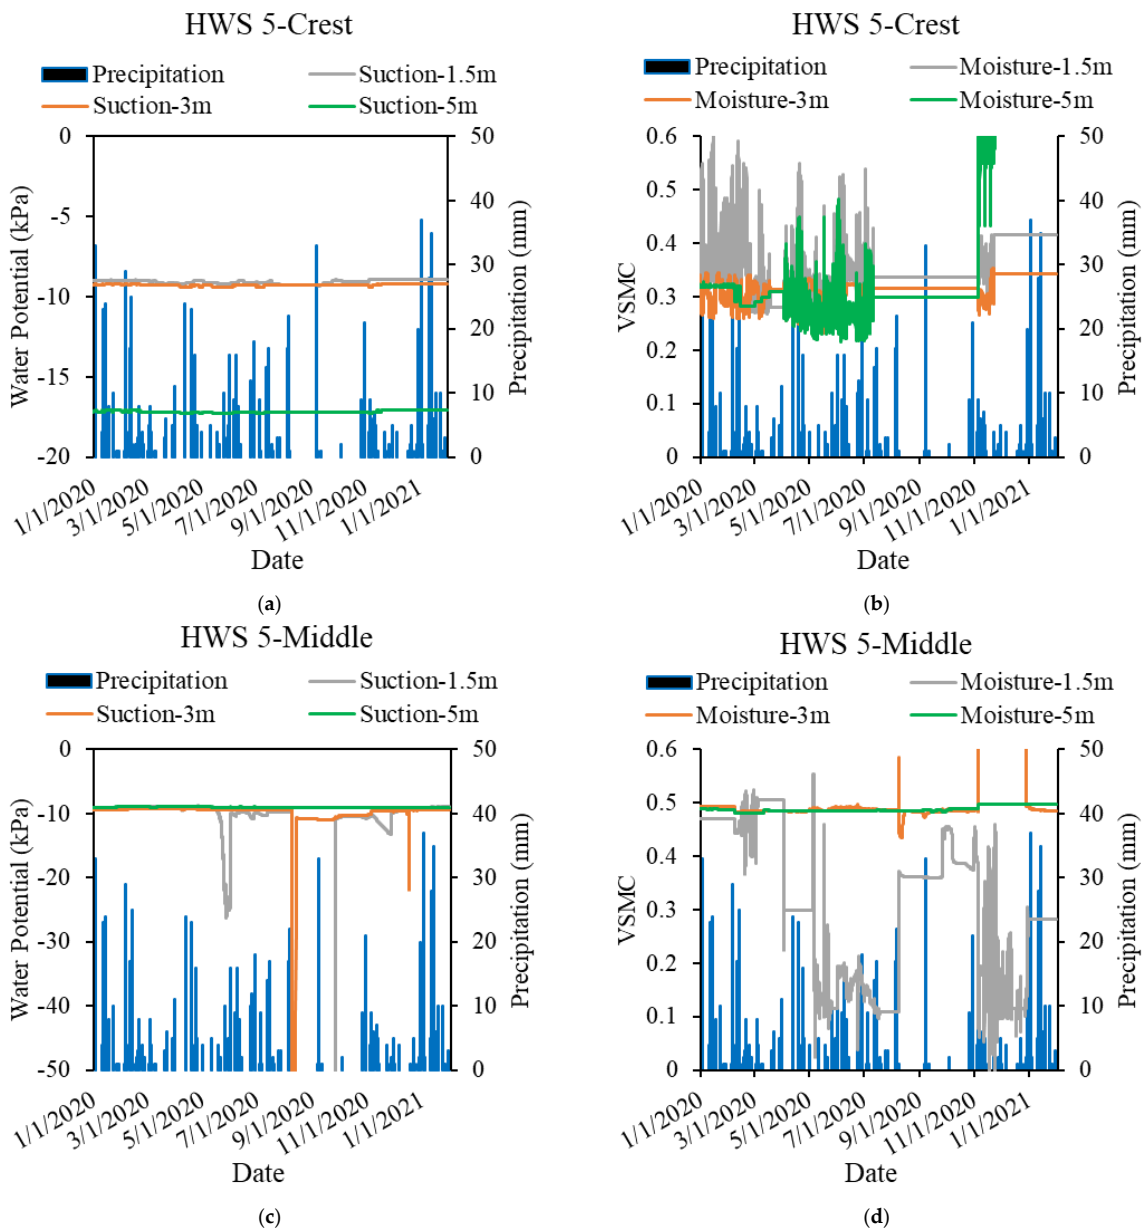 HWS 5-Crest
Precipitation
Suction-1.5m
Suction-3m
Suction-5m
0
-5
-10
-15
-20
50
40
30
20
10
0
Water Potential (kPa)
Precipitation (mm)
1/1/2020
3/1/2020
5/1/2020
7/1/2020
9/1/2020
11/1/2020
1/1/2021
Date
(a)
HWS 5-Crest
Precipitation
Moisture-1.5m
Moisture-3m
Moisture-5m
0.6
0.5
0.4
0.3
0.2
0.1
0
50
40
30
20
10
0
VSMC
Precipitation (mm)
1/1/2020
3/1/2020
5/1/2020
7/1/2020
9/1/2020
11/1/2020
1/1/2021
Date
(b)
HWS 5-Middle
Precipitation
Suction-1.5m
Suction-3m
Suction-5m
0
-10
-20
-30
-40
-50
50
40
30
20
10
0
Water Potential (kPa)
Precipitation (mm)
1/1/2020
3/1/2020
5/1/2020
7/1/2020
9/1/2020
11/1/2020
1/1/2021
Date
(c)
HWS 5-Middle
Precipitation
Moisture-1.5m
Moisture-3m
Moisture-5m
0.6
0.5
0.4
0.3
0.2
0.1
0
50
40
30
20
10
0
VSMC
Precipitation (mm)
1/1/2020
3/1/2020
5/1/2020
7/1/2020
9/1/2020
11/1/2020
1/1/2021
Date
(d)